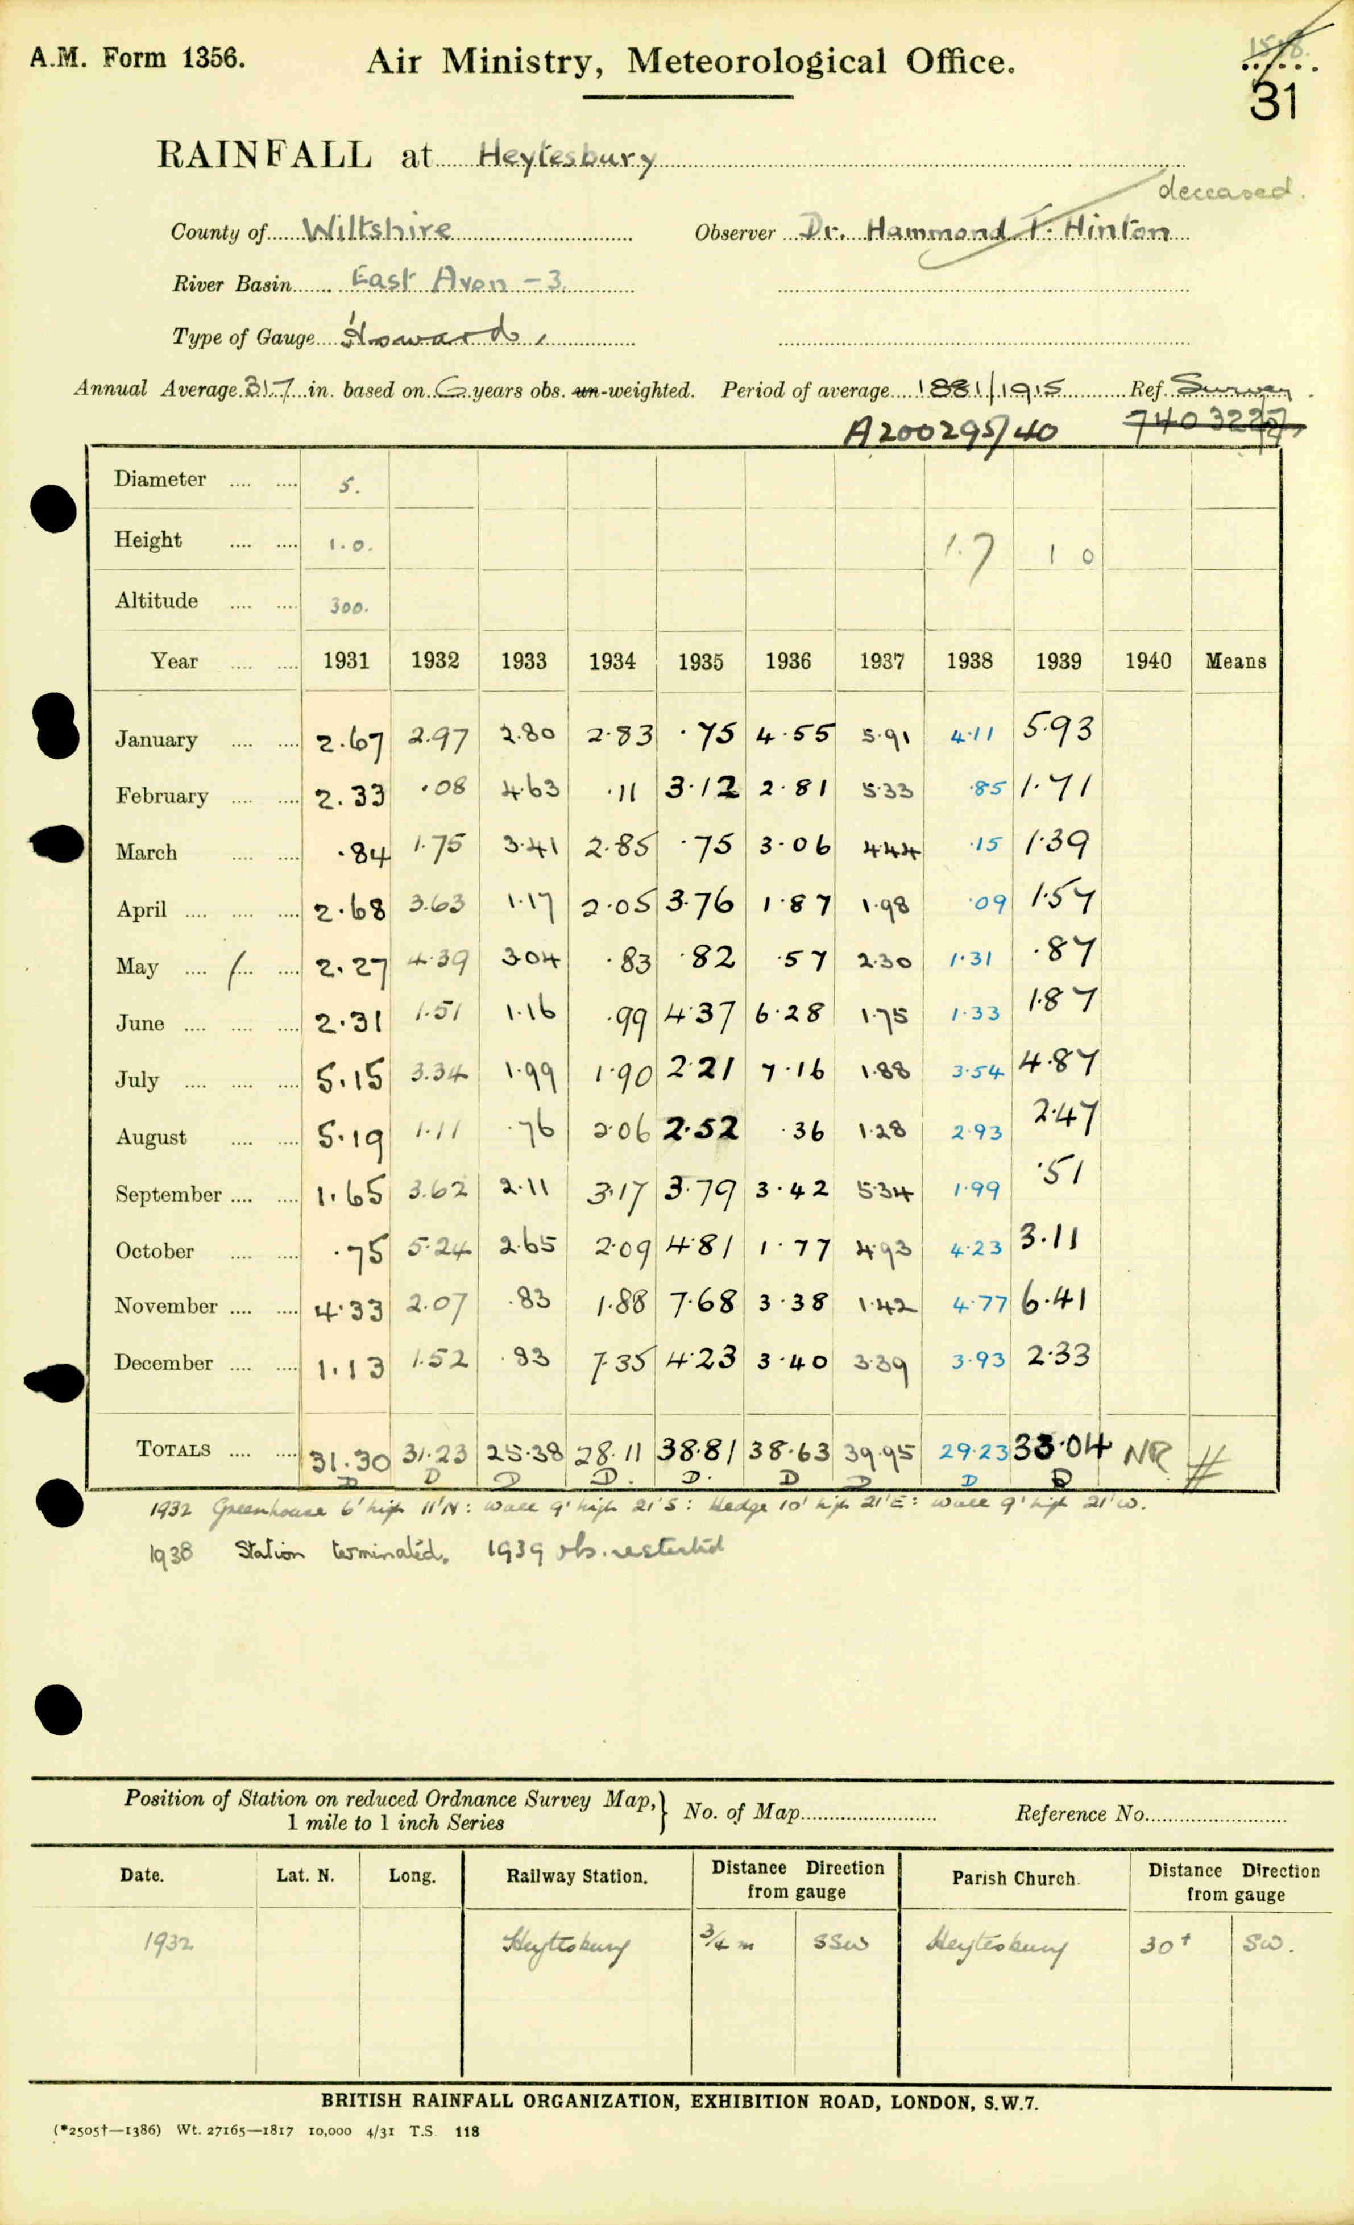 A.M. Form 1356.
Air Ministry, Meteorological Office.
31
RAINFALL at Heytesbury
deceased.
County of Wiltshire Observer Dr. Hammond T. Hinton
River Basin East Avon - 3.
Type of Gauge Howard,
Annual Average 31.7 in. based on 6 years obs. un-weighted. Period of average 1881/1915 Ref. Survey
A200295/40
Diameter 5.
Height 1.0. 1.7 1 0
Altitude 300.
Year 1931 1932 1933 1934 1935 1936 1937 1938 1939 1940 Means
January 2.67 2.97 2.80 2.83 .75 4.55 5.91 4.11 5.93
February 2.33 .08 4.63 .11 3.12 2.81 5.33 .85 1.71
March .84 1.75 3.41 2.85 .75 3.06 4.44 .15 1.39
April 2.68 3.63 1.17 2.05 3.76 1.87 1.98 .09 1.57
May 2.27 4.39 3.04 .83 .82 .57 2.30 1.31 .87
June 2.31 1.51 1.16 .99 4.37 6.28 1.75 1.33 1.87
July 5.15 3.34 1.99 1.90 2.21 7.16 1.88 3.54 4.87
August 5.19 1.11 .76 2.06 2.52 .36 1.28 2.93 2.47
September 1.65 3.62 2.11 3.17 3.79 3.42 5.34 1.99 .51
October .75 5.24 2.65 2.09 4.81 1.77 4.93 4.23 3.11
November 4.33 2.07 .83 1.88 7.68 3.38 1.42 4.77 6.41
December 1.13 1.52 .83 7.35 4.23 3.40 3.39 3.93 2.33
TOTALS 31.30 31.23 25.38 28.11 38.81 38.63 39.95 29.23 33.04 NR #
D D D D. D. D D D D
1932 Greenhouse 6' high 11' N: wall 9' high 21' S: Hedge 10' high 21' E: wall 9' high 21' W.
1938 Station terminated. 1939 obs. restarted
Position of Station on reduced Ordnance Survey Map,} No. of Map Reference No.
1 mile to 1 inch Series
Date. Lat. N. Long. Railway Station. Distance Direction from gauge Parish Church. Distance Direction from gauge
1932 Heytesbury 3/4 m SSW Heytesbury 30+ SW.
BRITISH RAINFALL ORGANIZATION, EXHIBITION ROAD, LONDON, S.W.7.
(*2505†—1386) Wt. 27165—1817 10,000 4/31 T.S. 118